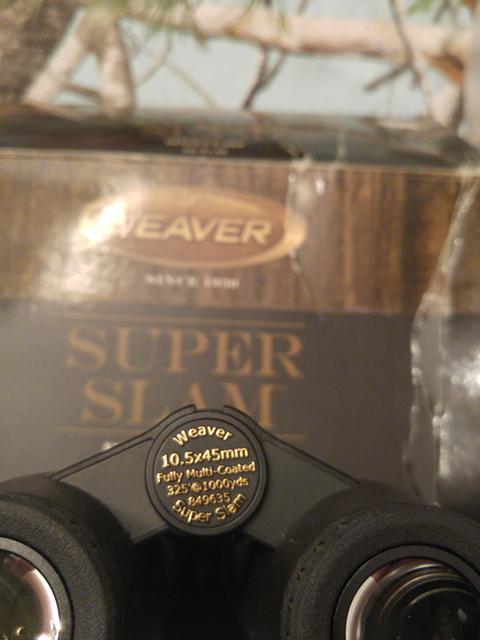 WEAVER
SINCE 1930
SUPER
SLAM
Weaver
10.5x45mm
Fully Multi-Coated
325'@1000yds
849635
Super Slam